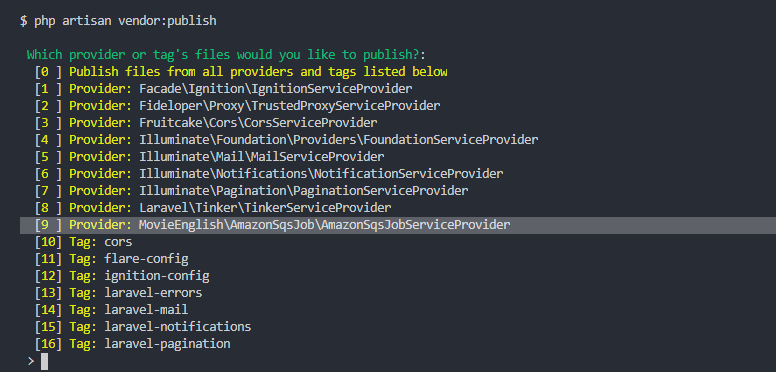 $ php artisan vendor:publish
Which provider or tag's files would you like to publish?:
[0 ] Publish files from all providers and tags listed below
[1 ] Provider: Facade\Ignition\IgnitionServiceProvider
[2 ] Provider: Fideloper\Proxy\TrustedProxyServiceProvider
[3 ] Provider: Fruitcake\Cors\CorsServiceProvider
[4 ] Provider: Illuminate\Foundation\Providers\FoundationServiceProvider
[5 ] Provider: Illuminate\Mail\MailServiceProvider
[6 ] Provider: Illuminate\Notifications\NotificationServiceProvider
[7 ] Provider: Illuminate\Pagination\PaginationServiceProvider
[8 ] Provider: Laravel\Tinker\TinkerServiceProvider
[9 ] Provider: MovieEnglish\AmazonSqsJob\AmazonSqsJobServiceProvider
[10] Tag: cors
[11] Tag: flare-config
[12] Tag: ignition-config
[13] Tag: laravel-errors
[14] Tag: laravel-mail
[15] Tag: laravel-notifications
[16] Tag: laravel-pagination
>